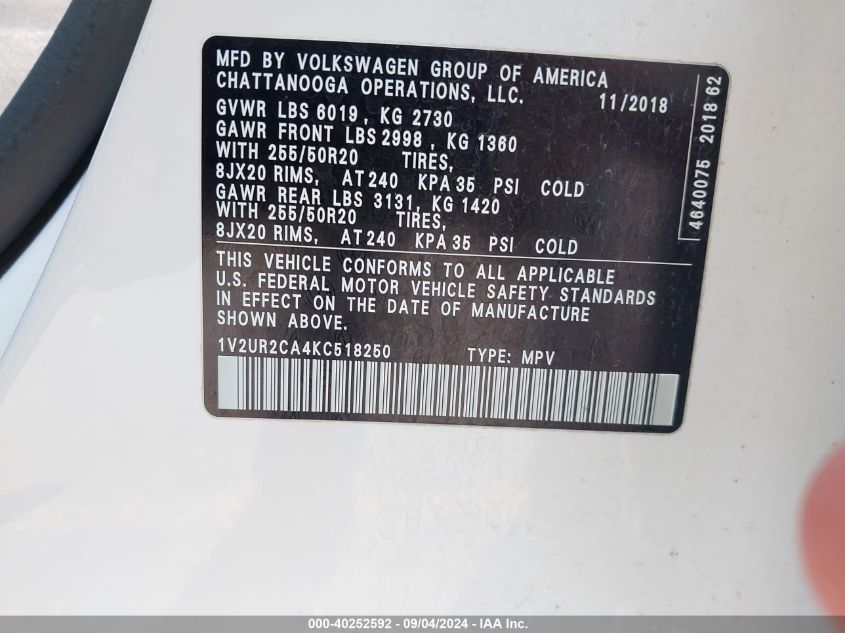 MFD BY VOLKSWAGEN GROUP OF AMERICA
CHATTANOOGA OPERATIONS, LLC. 11/2018
GVWR LBS 6019, KG 2730
GAWR FRONT LBS 2998, KG 1360
WITH 255/50R20 TIRES,
8JX20 RIMS, AT 240 KPA 35 PSI COLD
GAWR REAR LBS 3131, KG 1420
WITH 255/50R20 TIRES,
8JX20 RIMS, AT 240 KPA 35 PSI COLD
THIS VEHICLE CONFORMS TO ALL APPLICABLE
U.S. FEDERAL MOTOR VEHICLE SAFETY STANDARDS
IN EFFECT ON THE DATE OF MANUFACTURE
SHOWN ABOVE.
1V2UR2CA4KC518250 TYPE: MPV
4640075 2018 62
000-40252592 - 09/04/2024 - IAAI.com.